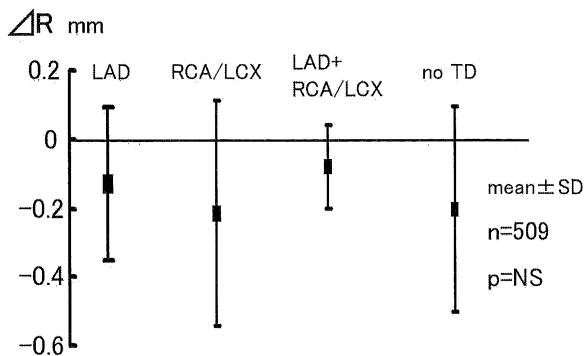 ⊿R mm
0.2
LAD
RCA/LCX
LAD+
RCA/LCX
no TD
0
−0.2
−0.4
−0.6
mean±SD
n=509
p=NS